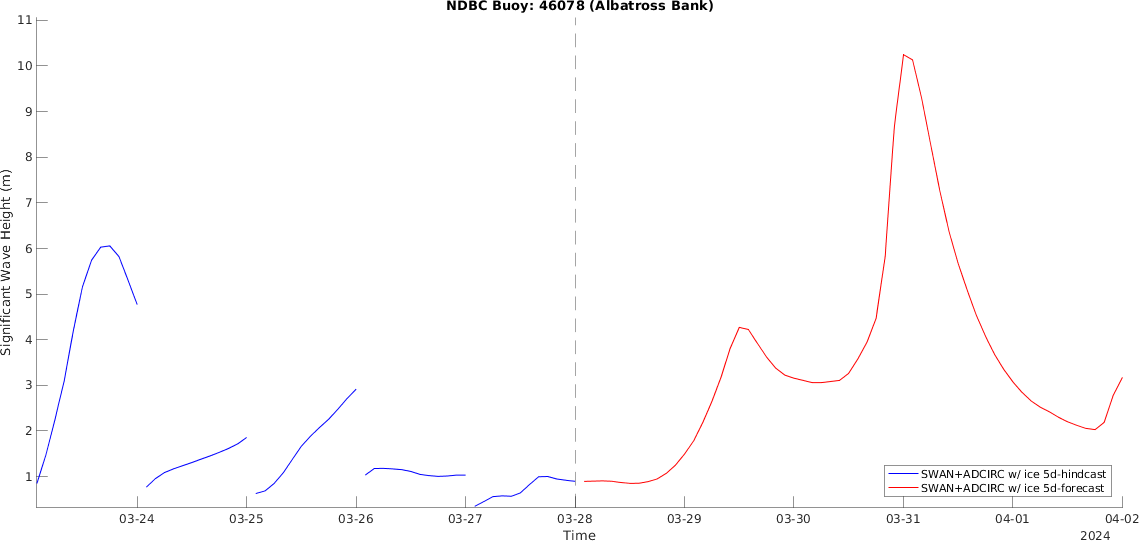 NDBC Buoy: 46078 (Albatross Bank)
Significant Wave Height (m)
11
10
9
8
7
6
5
4
3
2
1
SWAN+ADCIRC w/ ice 5d-hindcast
SWAN+ADCIRC w/ ice 5d-forecast
03-24 03-25 03-26 03-27 03-28 03-29 03-30 03-31 04-01 04-02
Time
2024